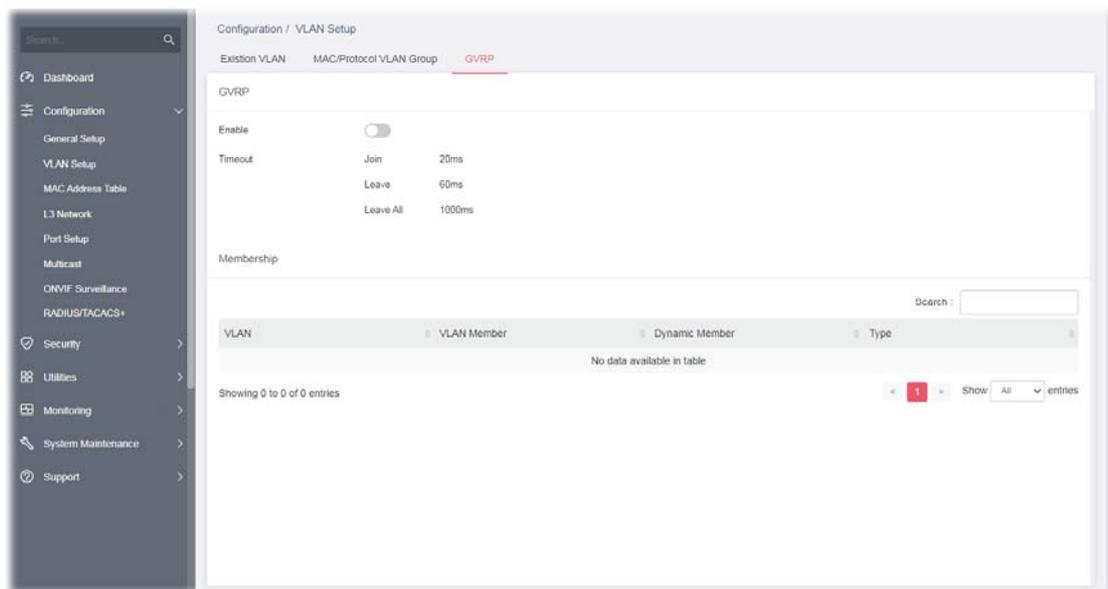 Configuration / VLAN Setup
Search...
Existion VLAN MAC/Protocol VLAN Group GVRP
Dashboard
Configuration
General Setup
VLAN Setup
MAC Address Table
L3 Network
Port Setup
Multicast
ONVIF Surveillance
RADIUS/TACACS+
Security
Utilities
Monitoring
System Maintenance
Support
GVRP
Enable
Timeout Join 20ms
Leave 60ms
Leave All 1000ms
Membership
Search :
VLAN VLAN Member Dynamic Member Type
No data available in table
Showing 0 to 0 of 0 entries
< 1 > Show All entries